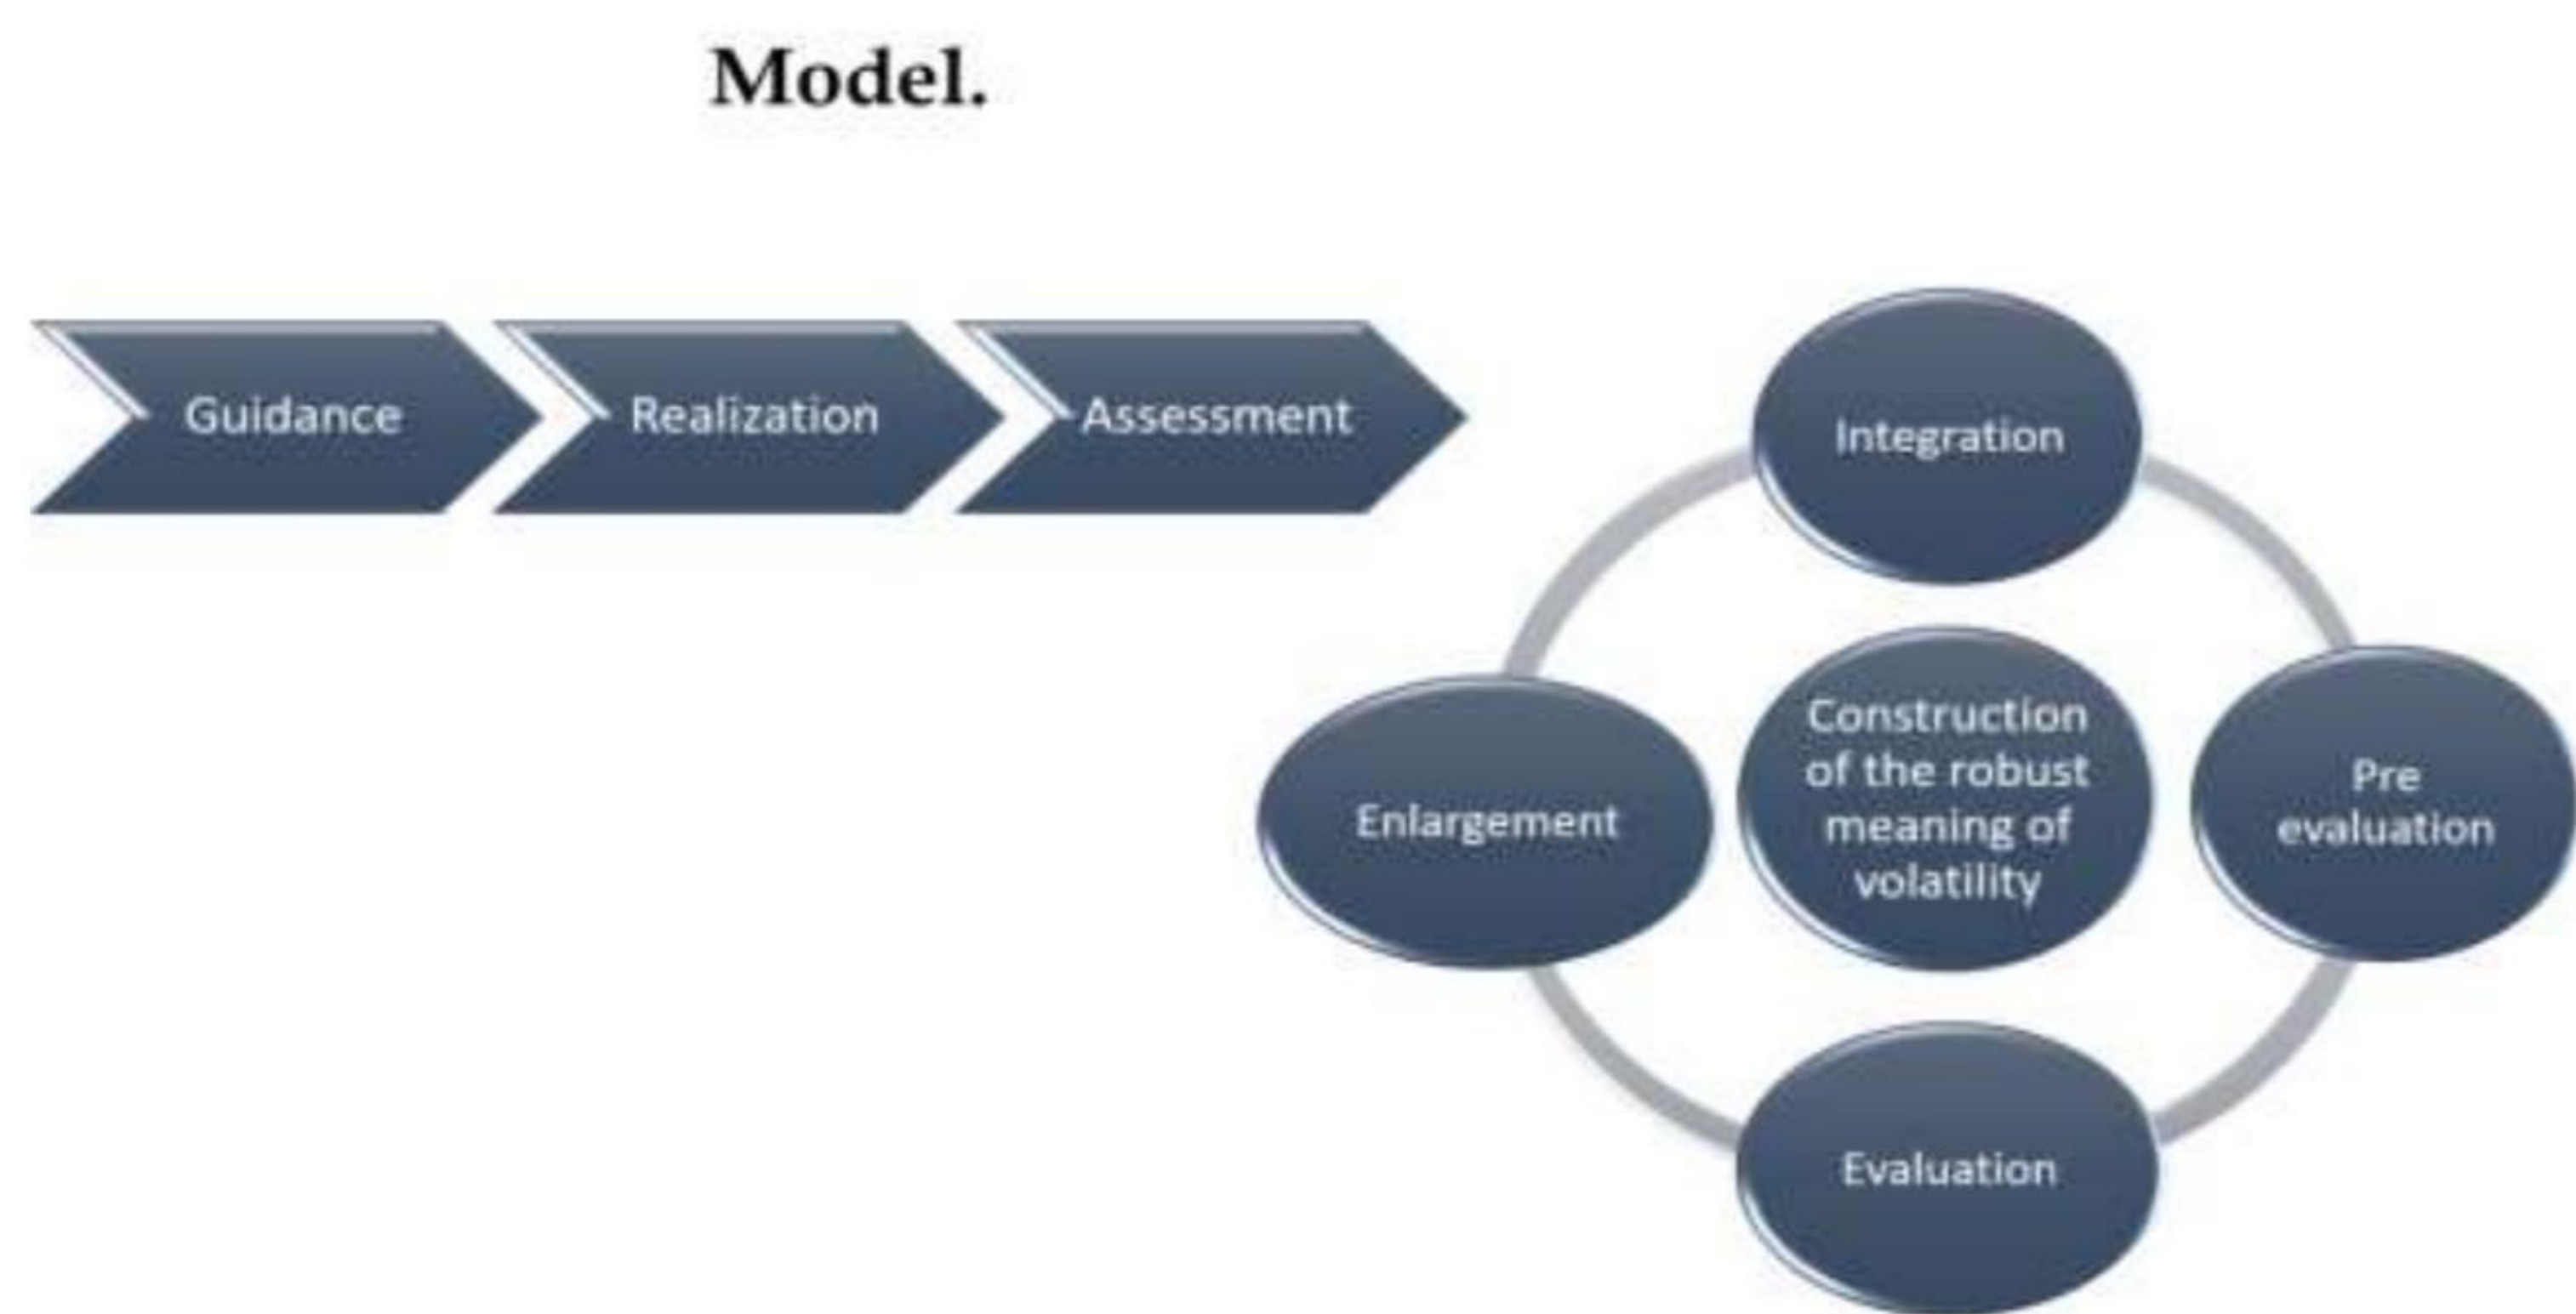 Model.
Guidance
Realization
Assessment
Integration
Enlargement
Construction
of the robust
meaning of
volatility
Pre
evaluation
Evaluation